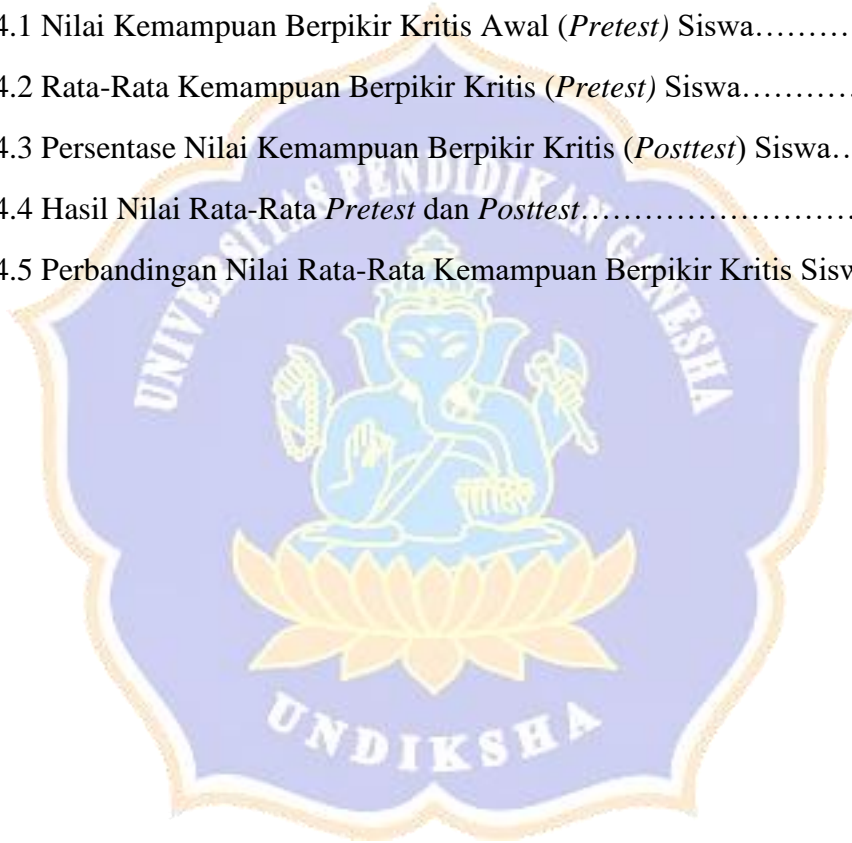 4.1 Nilai Kemampuan Berpikir Kritis Awal (Pretest) Siswa………
4.2 Rata-Rata Kemampuan Berpikir Kritis (Pretest) Siswa…………
4.3 Persentase Nilai Kemampuan Berpikir Kritis (Posttest) Siswa…
4.4 Hasil Nilai Rata-Rata Pretest dan Posttest………………………
4.5 Perbandingan Nilai Rata-Rata Kemampuan Berpikir Kritis Sisw
UNIVERSITAS PENDIDIKAN GANESHA
UNDIKSHA